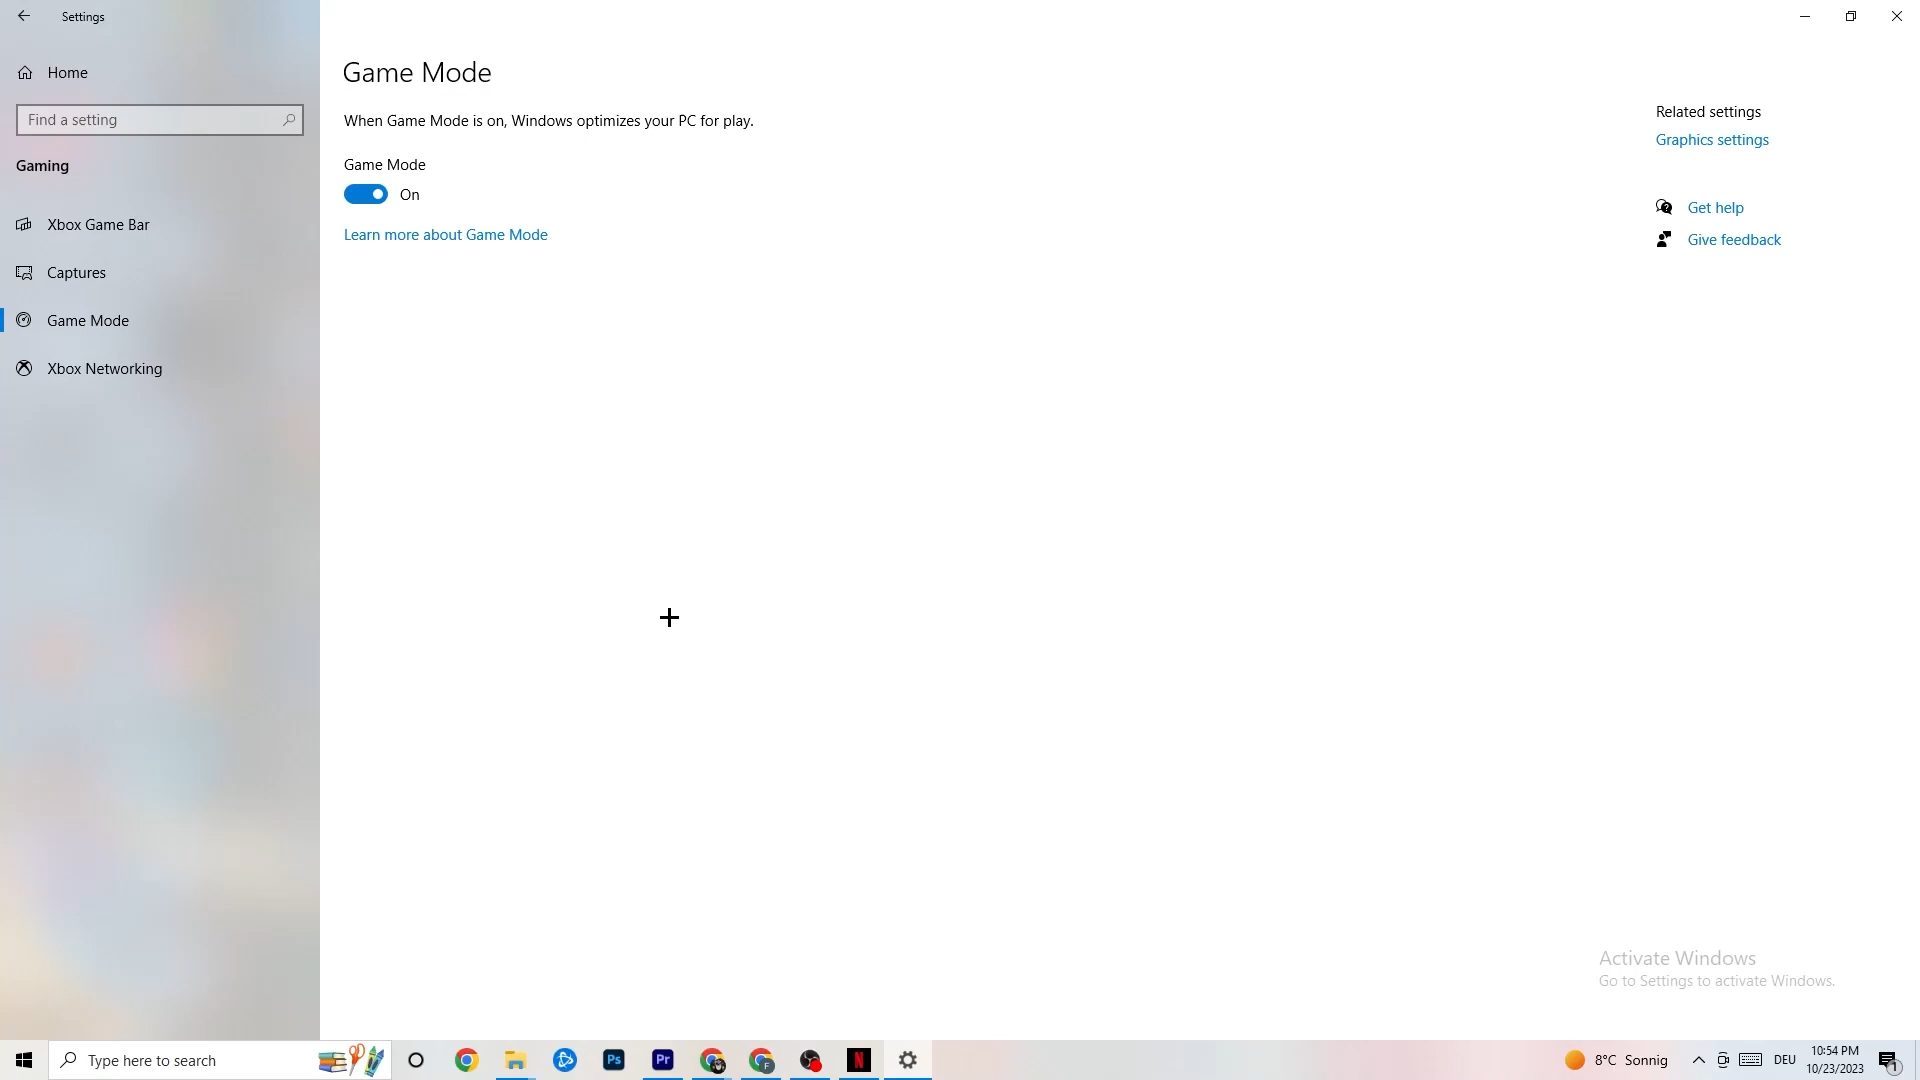 Settings
Home
Find a setting
Gaming
Xbox Game Bar
Captures
Game Mode
Xbox Networking
Game Mode
When Game Mode is on, Windows optimizes your PC for play.
Game Mode
On
Learn more about Game Mode
Related settings
Graphics settings
Get help
Give feedback
Activate Windows
Go to Settings to activate Windows.
Type here to search
Ps
Pr
F
N
8°C Sonnig
DEU
10:54 PM
10/23/2023
1